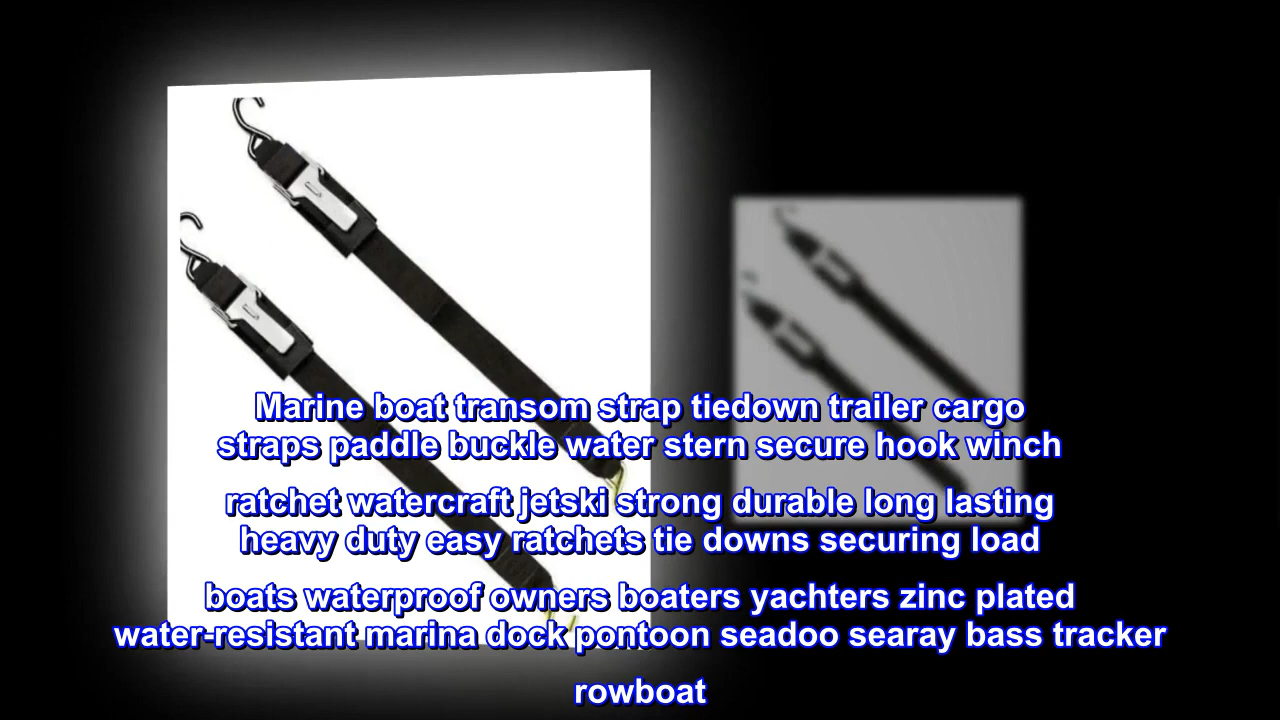 Marine boat transom strap tiedown trailer cargo
straps paddle buckle water stern secure hook winch
ratchet watercraft jetski strong durable long lasting
heavy duty easy ratchets tie downs securing load
boats waterproof owners boaters yachters zinc plated
water-resistant marina dock pontoon seadoo searay bass tracker
rowboat